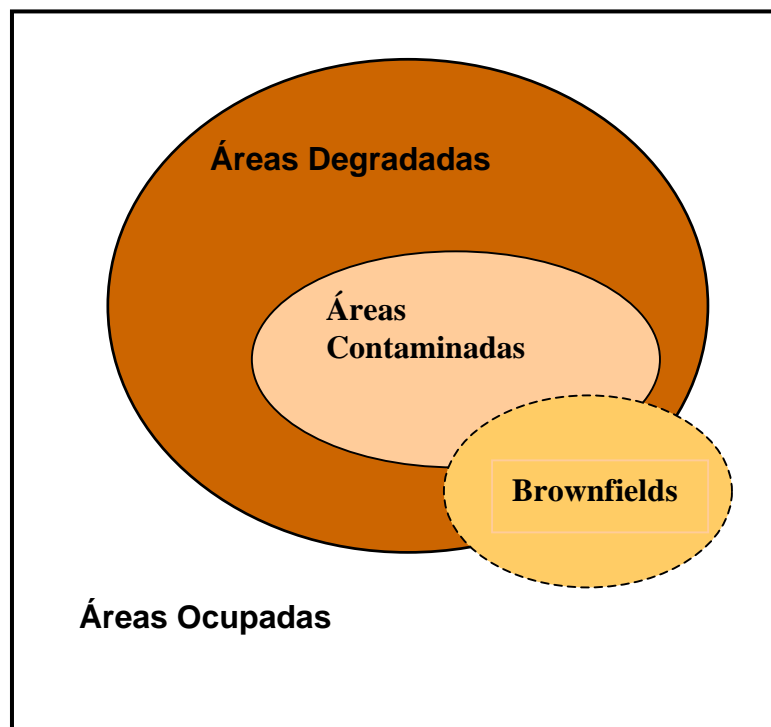 Áreas Degradadas
Áreas
Contaminadas
Brownfields
Áreas Ocupadas